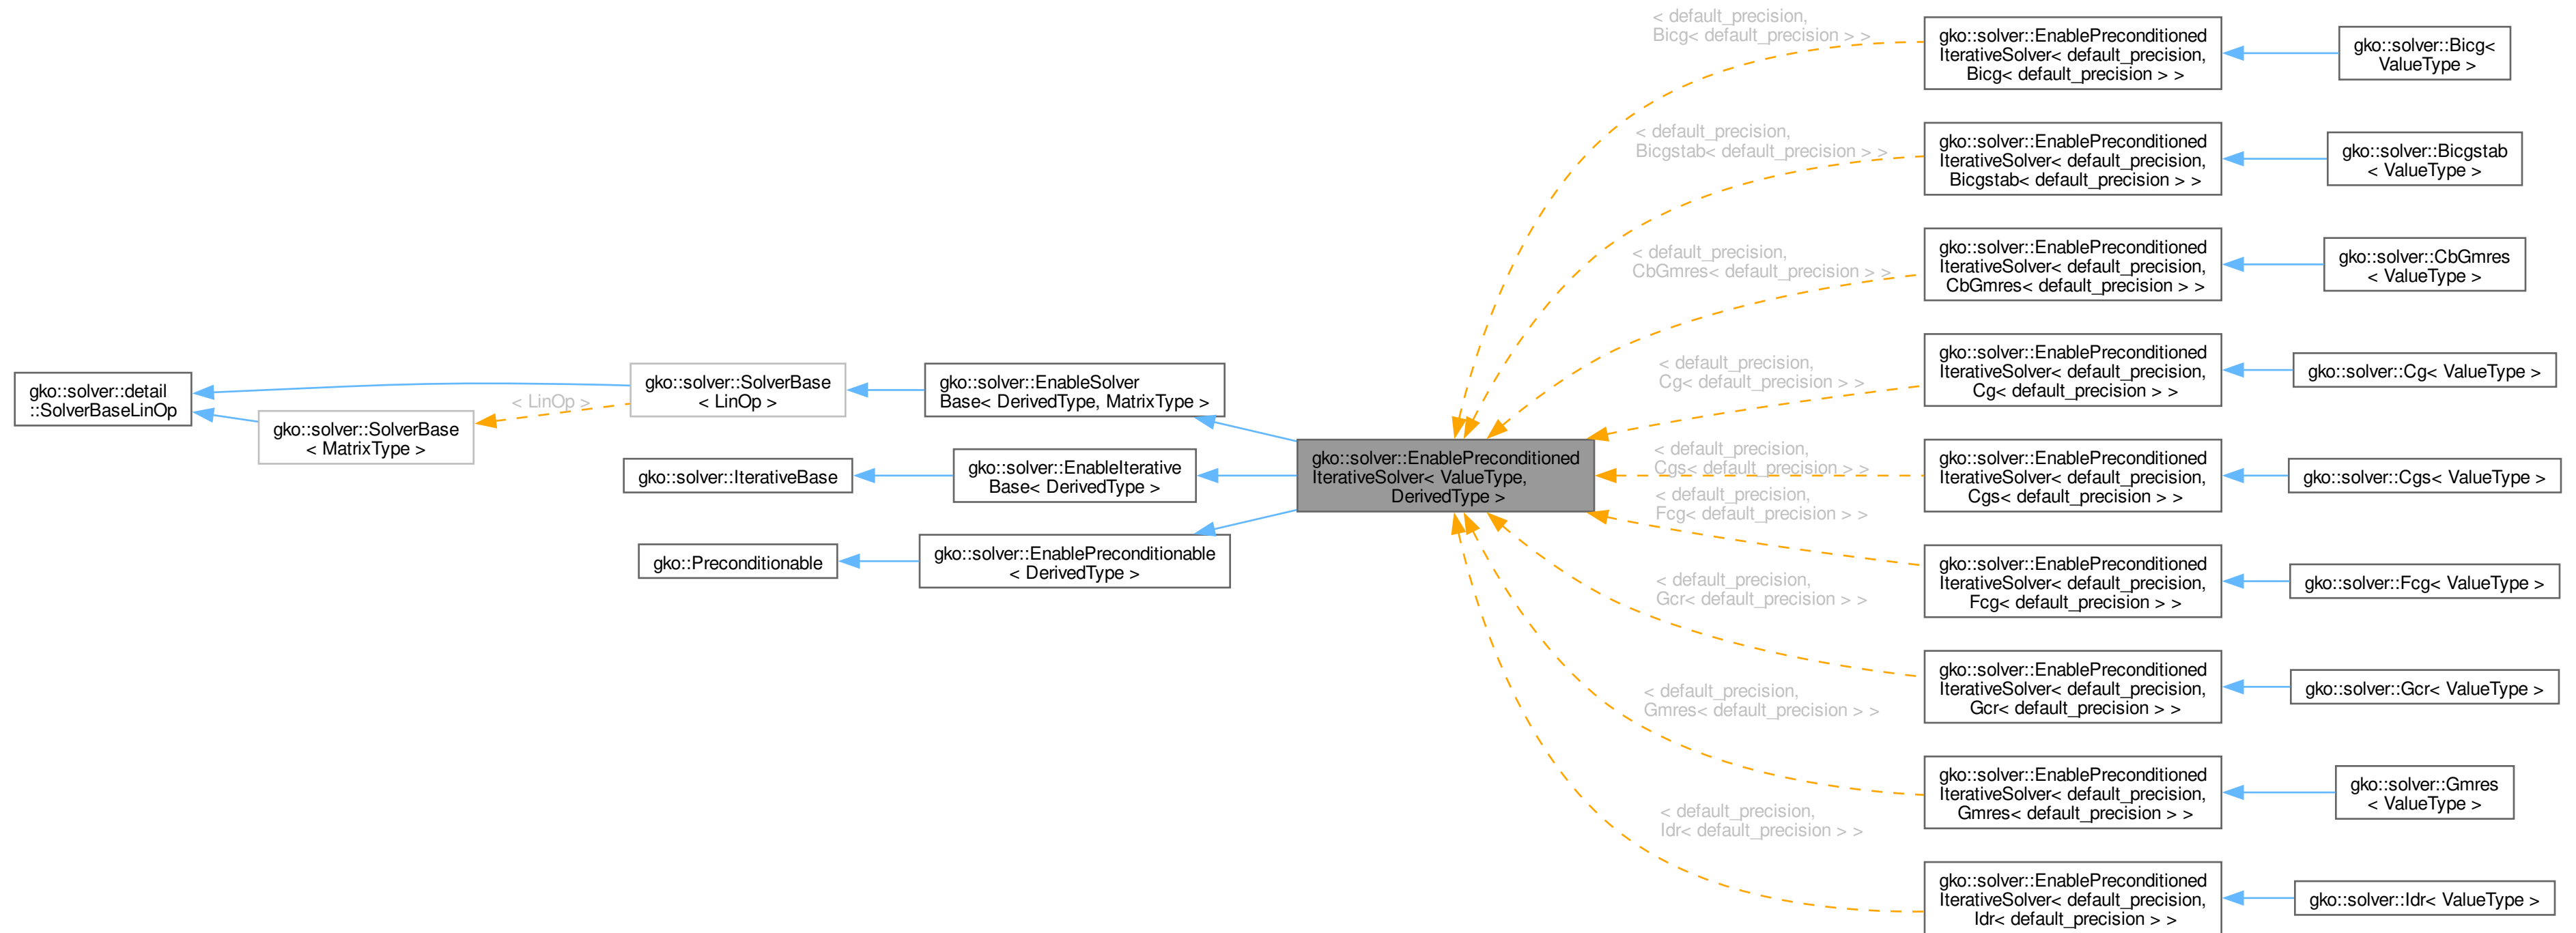 gko::solver::detail
::SolverBaseLinOp
gko::solver::SolverBase
< MatrixType >
< LinOp >
gko::solver::SolverBase
< LinOp >
gko::solver::IterativeBase
gko::Preconditionable
gko::solver::EnableSolver
Base< DerivedType, MatrixType >
gko::solver::EnableIterative
Base< DerivedType >
gko::solver::EnablePreconditionable
< DerivedType >
gko::solver::EnablePreconditioned
IterativeSolver< ValueType,
DerivedType >
< default_precision,
Bicg< default_precision > >
< default_precision,
Bicgstab< default_precision > >
< default_precision,
CbGmres< default_precision > >
< default_precision,
Cg< default_precision > >
< default_precision,
Cgs< default_precision > >
< default_precision,
Fcg< default_precision > >
< default_precision,
Gcr< default_precision > >
< default_precision,
Gmres< default_precision > >
< default_precision,
Idr< default_precision > >
gko::solver::EnablePreconditioned
IterativeSolver< default_precision,
Bicg< default_precision > >
gko::solver::Bicg<
ValueType >
gko::solver::EnablePreconditioned
IterativeSolver< default_precision,
Bicgstab< default_precision > >
gko::solver::Bicgstab
< ValueType >
gko::solver::EnablePreconditioned
IterativeSolver< default_precision,
CbGmres< default_precision > >
gko::solver::CbGmres
< ValueType >
gko::solver::EnablePreconditioned
IterativeSolver< default_precision,
Cg< default_precision > >
gko::solver::Cg< ValueType >
gko::solver::EnablePreconditioned
IterativeSolver< default_precision,
Cgs< default_precision > >
gko::solver::Cgs< ValueType >
gko::solver::EnablePreconditioned
IterativeSolver< default_precision,
Fcg< default_precision > >
gko::solver::Fcg< ValueType >
gko::solver::EnablePreconditioned
IterativeSolver< default_precision,
Gcr< default_precision > >
gko::solver::Gcr< ValueType >
gko::solver::EnablePreconditioned
IterativeSolver< default_precision,
Gmres< default_precision > >
gko::solver::Gmres
< ValueType >
gko::solver::EnablePreconditioned
IterativeSolver< default_precision,
Idr< default_precision > >
gko::solver::Idr< ValueType >